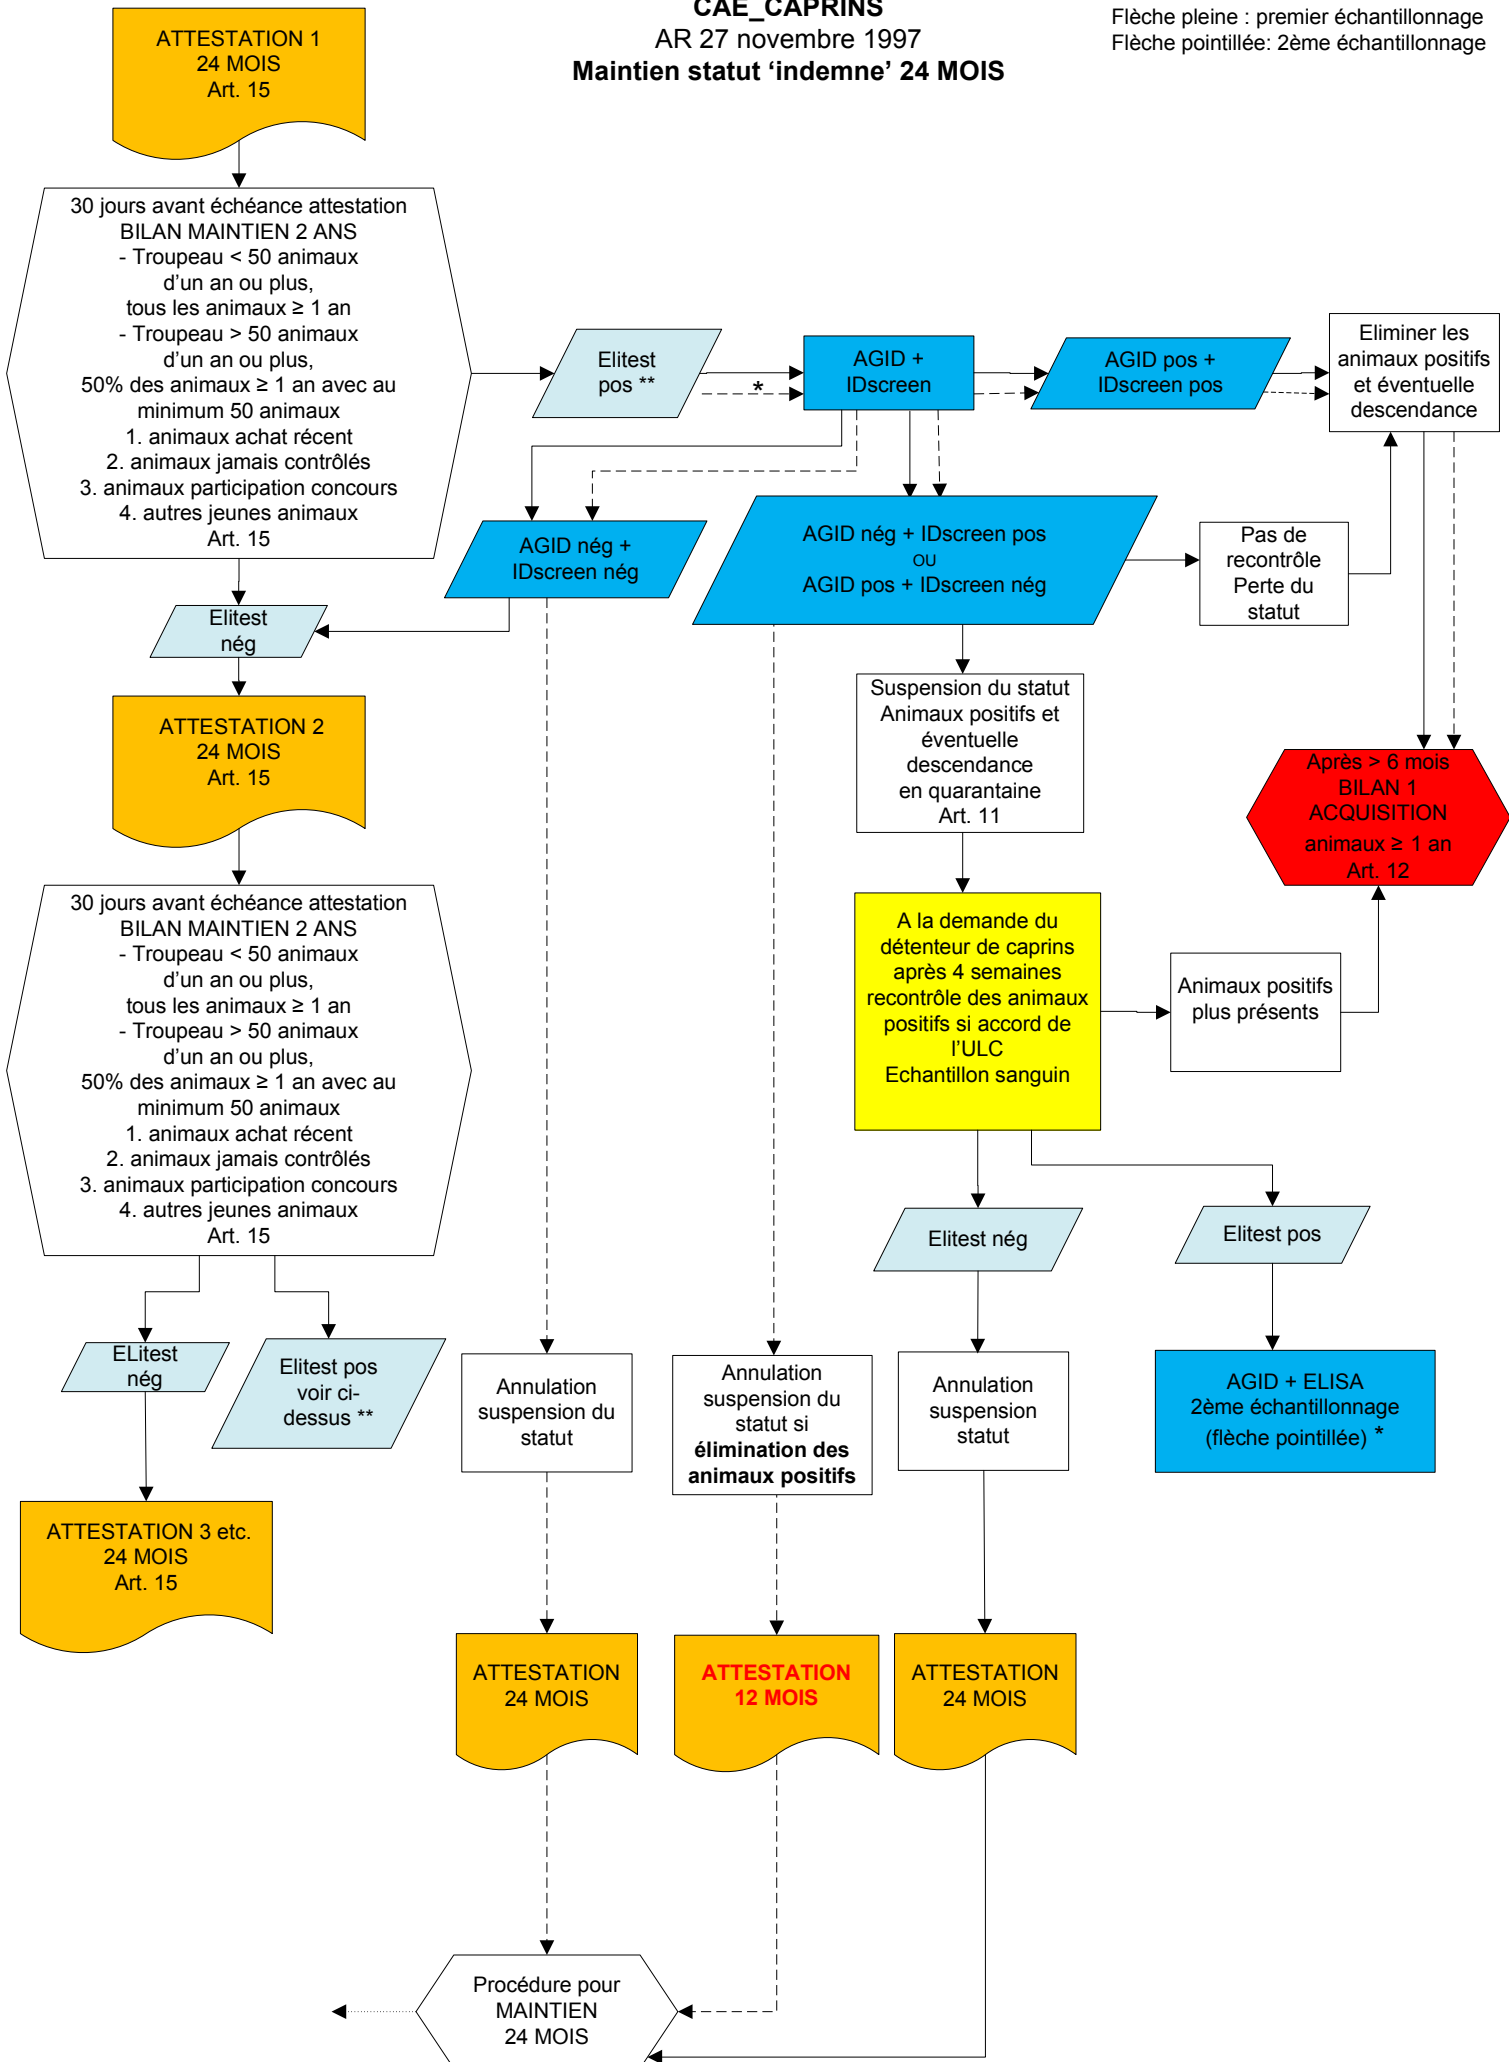 CAE_CAPRINS
AR 27 novembre 1997
Maintien statut ‘indemne’ 24 MOIS
Flèche pleine : premier échantillonnage
Flèche pointillée: 2ème échantillonnage
ATTESTATION 1
24 MOIS
Art. 15
30 jours avant échéance attestation
BILAN MAINTIEN 2 ANS
- Troupeau < 50 animaux
d’un an ou plus,
tous les animaux ≥ 1 an
- Troupeau > 50 animaux
d’un an ou plus,
50% des animaux ≥ 1 an avec au
minimum 50 animaux
1. animaux achat récent
2. animaux jamais contrôlés
3. animaux participation concours
4. autres jeunes animaux
Art. 15
Elitest
pos **
*
AGID +
IDscreen
AGID pos +
IDscreen pos
Eliminer les
animaux positifs
et éventuelle
descendance
AGID nég +
IDscreen nég
AGID nég + IDscreen pos
OU
AGID pos + IDscreen nég
Pas de
recontrôle
Perte du
statut
Elitest
nég
ATTESTATION 2
24 MOIS
Art. 15
Suspension du statut
Animaux positifs et
éventuelle
descendance
en quarantaine
Art. 11
Après > 6 mois
BILAN 1
ACQUISITION
animaux ≥ 1 an
Art. 12
30 jours avant échéance attestation
BILAN MAINTIEN 2 ANS
- Troupeau < 50 animaux
d’un an ou plus,
tous les animaux ≥ 1 an
- Troupeau > 50 animaux
d’un an ou plus,
50% des animaux ≥ 1 an avec au
minimum 50 animaux
1. animaux achat récent
2. animaux jamais contrôlés
3. animaux participation concours
4. autres jeunes animaux
Art. 15
A la demande du
détenteur de caprins
après 4 semaines
recontrôle des animaux
positifs si accord de
l’ULC
Echantillon sanguin
Animaux positifs
plus présents
Elitest nég
Elitest pos
ELitest
nég
Elitest pos
voir ci-
dessus **
Annulation
suspension du
statut
Annulation
suspension du
statut si
élimination des
animaux positifs
Annulation
suspension
statut
AGID + ELISA
2ème échantillonnage
(flèche pointillée) *
ATTESTATION 3 etc.
24 MOIS
Art. 15
ATTESTATION
24 MOIS
ATTESTATION
12 MOIS
ATTESTATION
24 MOIS
Procédure pour
MAINTIEN
24 MOIS